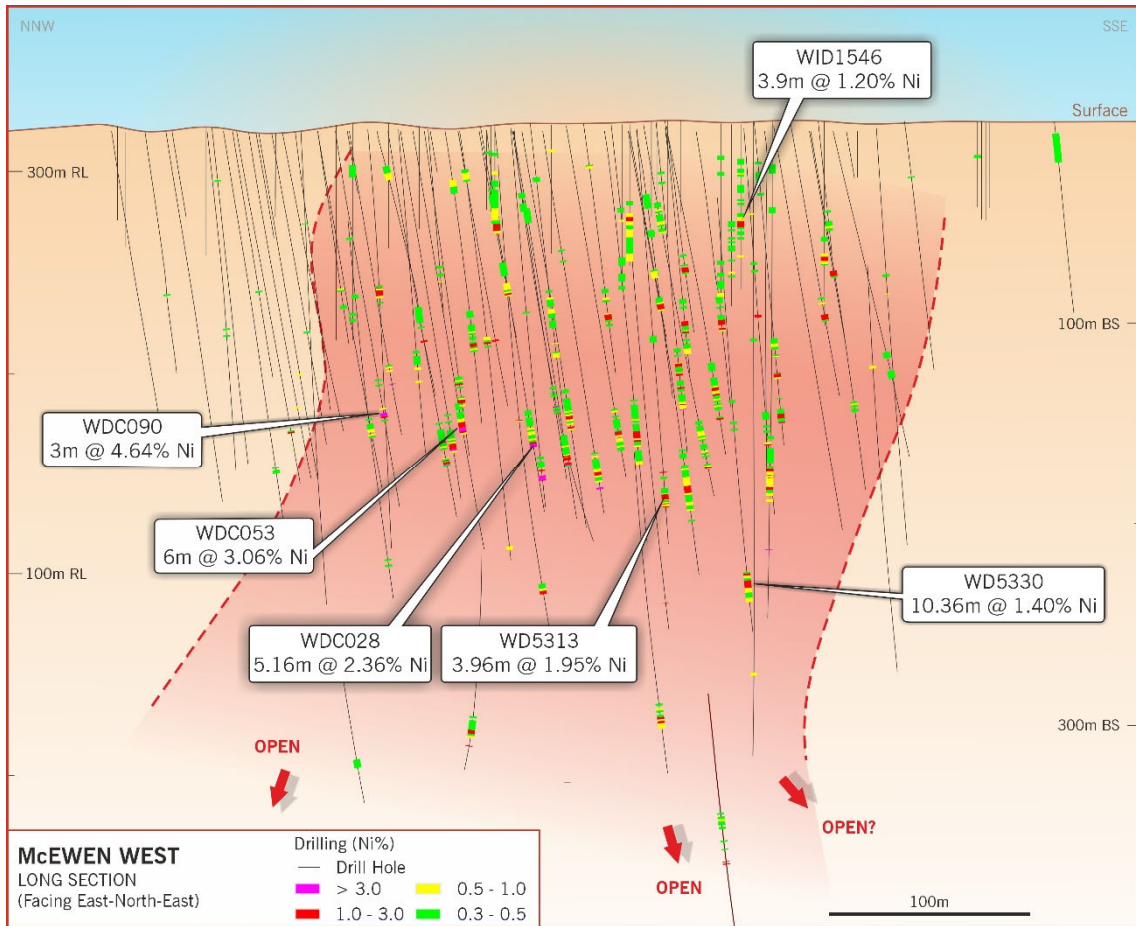 NNW
SSE
WID1546
3.9m @ 1.20% Ni
Surface
300m RL
100m BS
WDC090
3m @ 4.64% Ni
WDC053
6m @ 3.06% Ni
100m RL
WD5330
10.36m @ 1.40% Ni
WDC028
5.16m @ 2.36% Ni
WD5313
3.96m @ 1.95% Ni
300m BS
OPEN
OPEN?
OPEN
McEWEN WEST
LONG SECTION
(Facing East-North-East)
Drilling (Ni%)
Drill Hole
> 3.0
0.5 - 1.0
1.0 - 3.0
0.3 - 0.5
100m